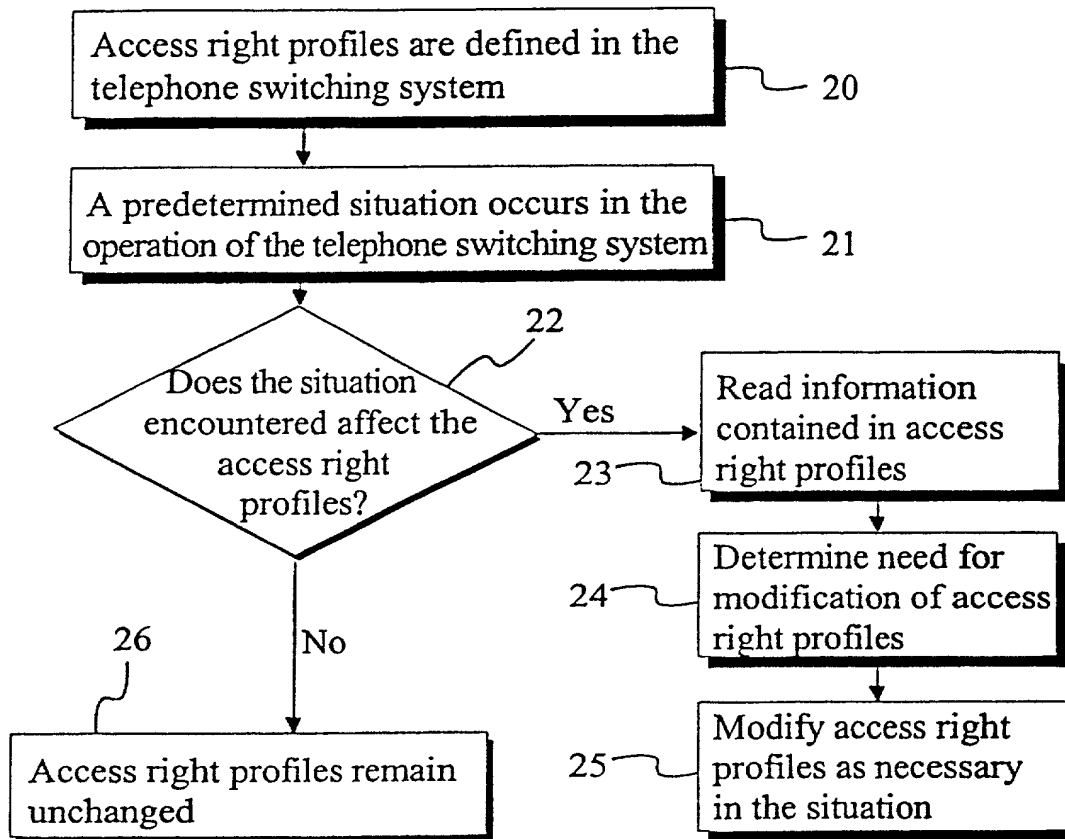 Access right profiles are defined in the
telephone switching system
20
A predetermined situation occurs in the
operation of the telephone switching system
21
22
Does the situation
encountered affect the
access right
profiles?
Yes
Read information
contained in access
right profiles
23
Determine need for
modification of access
right profiles
24
Modify access right
profiles as necessary
in the situation
25
No
26
Access right profiles remain
unchanged